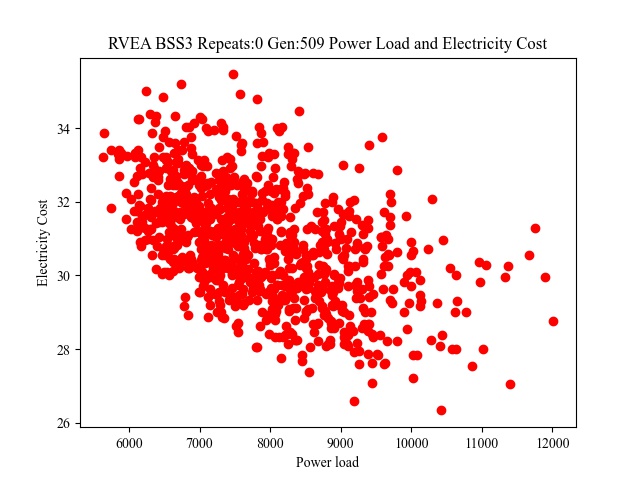 RVEA BSS3 Repeats:0 Gen:509 Power Load and Electricity Cost
34
32
30
28
26
Electricity Cost
6000 7000 8000 9000 10000 11000 12000
Power load